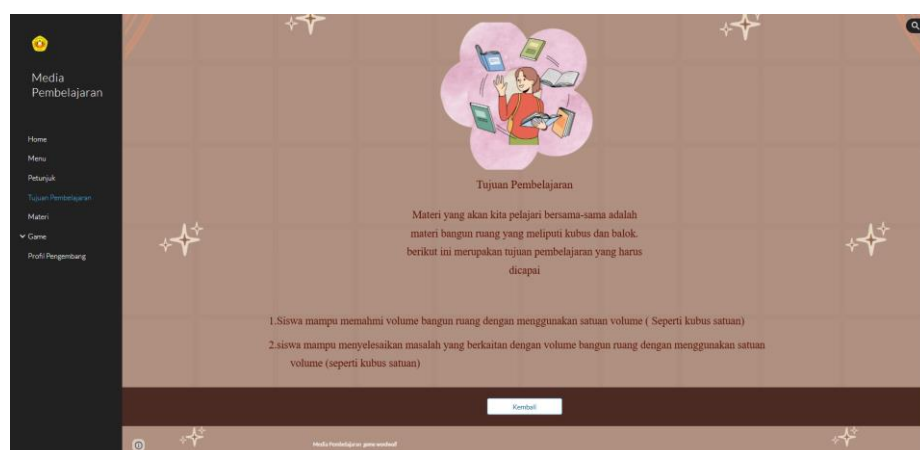 Media
Pembelajaran
Home
Menu
Petunjuk
Tujuan Pembelajaran
Materi
Game
Profil Pengembang
Tujuan Pembelajaran
Materi yang akan kita pelajari bersama-sama adalah
materi bangun ruang yang meliputi kubus dan balok.
berikut ini merupakan tujuan pembelajaran yang harus
dicapai
1.Siswa mampu memahmi volume bangun ruang dengan menggunakan satuan volume ( Seperti kubus satuan)
2.siswa mampu menyelesaikan masalah yang berkaitan dengan volume bangun ruang dengan menggunakan satuan
volume (seperti kubus satuan)
Kembali
Media Pembelajaran game